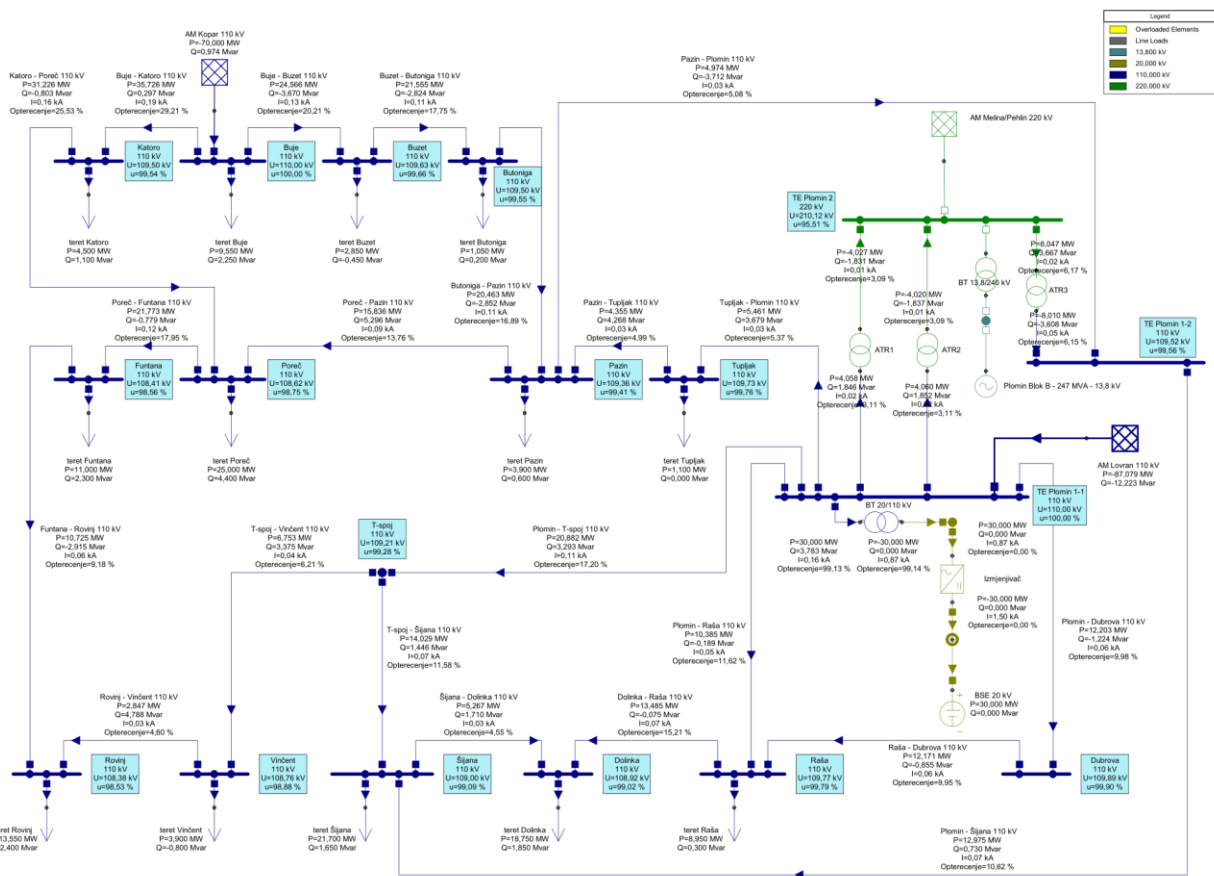 Legend
Overloaded Elements
Line Loads
13,800 kV
20,000 kV
110,000 kV
220,000 kV
AM Kopar 110 kV
P=-70,000 MW
Q=0,974 Mvar
Katoro - Poreč 110 kV
P=31,226 MW
Q=-0,803 Mvar
I=0,16 kA
Opterecenje=25,53 %
Buje - Katoro 110 kV
P=35,726 MW
Q=0,297 Mvar
I=0,19 kA
Opterecenje=29,21 %
Buje - Buzet 110 kV
P=24,566 MW
Q=-3,670 Mvar
I=0,13 kA
Opterecenje=20,21 %
Buzet - Butoniga 110 kV
P=21,555 MW
Q=-2,824 Mvar
I=0,11 kA
Opterecenje=17,75 %
Pazin - Plomin 110 kV
P=4,974 MW
Q=-3,712 Mvar
I=0,03 kA
Opterecenje=5,08 %
AM Melina/Pehlin 220 kV
Katoro
110 kV
U=109,50 kV
u=99,54 %
Buje
110 kV
U=110,00 kV
u=100,00 %
Buzet
110 kV
U=109,63 kV
u=99,66 %
Butoniga
110 kV
U=109,50 kV
u=99,55 %
TE Plomin 2
220 kV
U=210,12 kV
u=95,51 %
teret Katoro
P=4,500 MW
Q=1,100 Mvar
teret Buje
P=9,550 MW
Q=2,250 Mvar
teret Buzet
P=2,850 MW
Q=-0,450 Mvar
teret Butoniga
P=1,050 MW
Q=0,200 Mvar
P=-4,027 MW
Q=-1,831 Mvar
I=0,01 kA
Opterecenje=3,09 %
P=-4,020 MW
Q=-1,837 Mvar
I=0,01 kA
Opterecenje=3,09 %
BT 13,8/240 kV
P=8,047 MW
Q=3,667 Mvar
I=0,02 kA
Opterecenje=6,17 %
ATR3
P=-8,010 MW
Q=-3,608 Mvar
I=0,05 kA
Opterecenje=6,15 %
TE Plomin 1-2
110 kV
U=109,52 kV
u=99,56 %
Poreč - Funtana 110 kV
P=21,773 MW
Q=-0,779 Mvar
I=0,12 kA
Opterecenje=17,95 %
Poreč - Pazin 110 kV
P=15,836 MW
Q=5,296 Mvar
I=0,09 kA
Opterecenje=13,76 %
Butoniga - Pazin 110 kV
P=20,463 MW
Q=-2,852 Mvar
I=0,11 kA
Opterecenje=16,89 %
Pazin - Tupljak 110 kV
P=4,355 MW
Q=4,268 Mvar
I=0,03 kA
Opterecenje=4,99 %
Tupljak - Plomin 110 kV
P=5,461 MW
Q=3,679 Mvar
I=0,03 kA
Opterecenje=5,37 %
ATR1
ATR2
Plomin Blok B - 247 MVA - 13,8 kV
Funtana
110 kV
U=108,41 kV
u=98,56 %
Poreč
110 kV
U=108,62 kV
u=98,75 %
Pazin
110 kV
U=109,36 kV
u=99,41 %
Tupljak
110 kV
U=109,73 kV
u=99,76 %
P=4,058 MW
Q=1,846 Mvar
I=0,02 kA
P=4,060 MW
Q=1,852 Mvar
Opterecenje=3,11 %
teret Funtana
P=11,000 MW
Q=2,300 Mvar
teret Poreč
P=25,000 MW
Q=4,400 Mvar
teret Pazin
P=3,900 MW
Q=0,600 Mvar
teret Tupljak
P=1,100 MW
Q=0,000 Mvar
AM Lovran 110 kV
P=-87,079 MW
Q=-12,223 Mvar
TE Plomin 1-1
110 kV
U=110,00 kV
u=100,00 %
Funtana - Rovinj 110 kV
P=10,725 MW
Q=-2,915 Mvar
I=0,06 kA
Opterecenje=9,18 %
T-spoj - Vinčent 110 kV
P=6,753 MW
Q=3,375 Mvar
I=0,04 kA
Opterecenje=6,21 %
T-spoj
110 kV
U=109,21 kV
u=99,28 %
Plomin - T-spoj 110 kV
P=20,882 MW
Q=3,293 Mvar
I=0,11 kA
Opterecenje=17,20 %
BT 20/110 kV
P=30,000 MW
Q=3,783 Mvar
I=0,16 kA
Opterecenje=99,13 %
P=-30,000 MW
Q=0,000 Mvar
I=0,87 kA
Opterecenje=99,14 %
P=30,000 MW
Q=0,000 Mvar
I=0,87 kA
Opterecenje=0,00 %
Izmjenjivač
P=-30,000 MW
Q=0,000 Mvar
I=1,50 kA
Opterecenje=0,00 %
T-spoj - Šijana 110 kV
P=14,029 MW
Q=1,446 Mvar
I=0,07 kA
Opterecenje=11,58 %
Plomin - Raša 110 kV
P=10,385 MW
Q=-0,189 Mvar
I=0,05 kA
Opterecenje=11,62 %
Plomin - Dubrova 110 kV
P=12,203 MW
Q=-1,224 Mvar
I=0,06 kA
Opterecenje=9,98 %
Rovinj - Vinčent 110 kV
P=2,847 MW
Q=4,788 Mvar
I=0,03 kA
Opterecenje=4,60 %
Šijana - Dolinka 110 kV
P=5,267 MW
Q=1,710 Mvar
I=0,03 kA
Opterecenje=4,55 %
Dolinka - Raša 110 kV
P=13,485 MW
Q=-0,075 Mvar
I=0,07 kA
Opterecenje=15,21 %
BSE 20 kV
P=30,000 MW
Q=0,000 Mvar
Raša - Dubrova 110 kV
P=12,171 MW
Q=-0,855 Mvar
I=0,06 kA
Opterecenje=9,95 %
Rovinj
110 kV
U=108,38 kV
u=98,53 %
Vinčent
110 kV
U=108,76 kV
u=98,88 %
Šijana
110 kV
U=109,00 kV
u=99,09 %
Dolinka
110 kV
U=108,92 kV
u=99,02 %
Raša
110 kV
U=109,77 kV
u=99,79 %
Dubrova
110 kV
U=109,89 kV
u=99,90 %
eret Rovinj
13,550 MW
2,400 Mvar
teret Vinčent
P=3,900 MW
Q=-0,800 Mvar
teret Šijana
P=21,700 MW
Q=1,650 Mvar
teret Dolinka
P=18,750 MW
Q=1,850 Mvar
teret Raša
P=8,950 MW
Q=0,300 Mvar
Plomin - Šijana 110 kV
P=12,975 MW
Q=0,730 Mvar
I=0,07 kA
Opterecenje=10,62 %